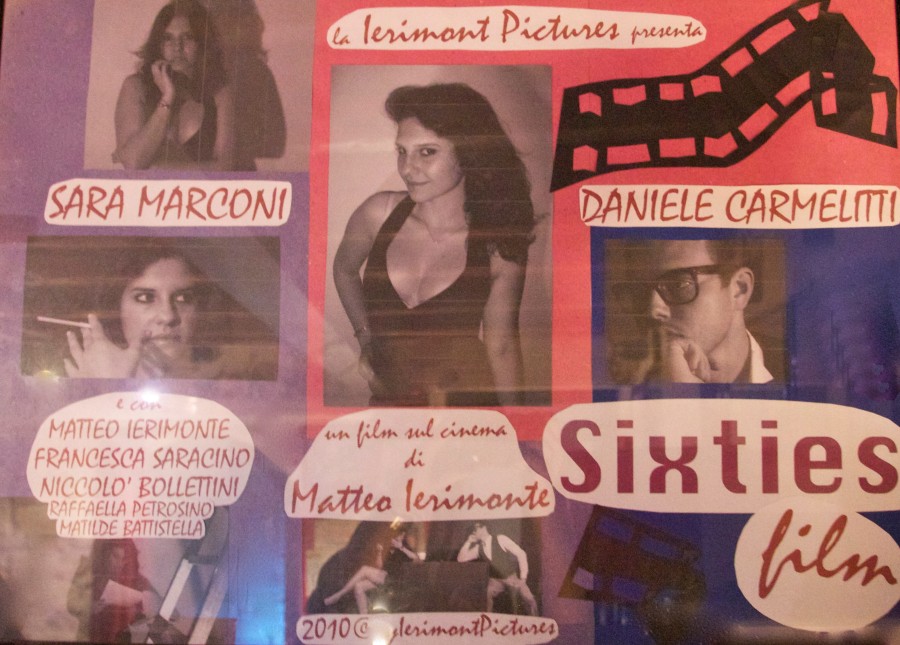 la Ierimont Pictures presenta
SARA MARCONI
DANIELE CARMELITTI
e con
MATTEO IERIMONTE
FRANCESCA SARACINO
NICCOLO' BOLLETTINI
RAFFAELLA PETROSINO
MATILDE BATTISTELLA
un film sul cinema
di
Matteo Ierimonte
Sixties
film
2010@ IerimontPictures